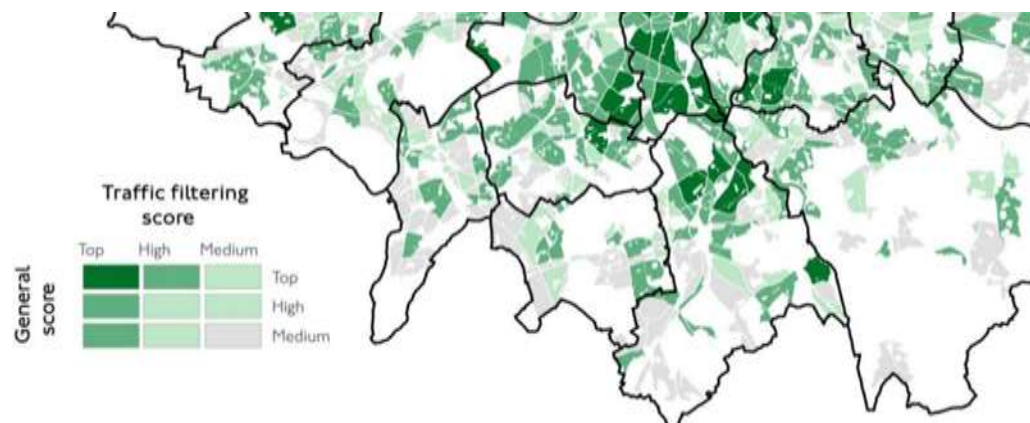 Traffic filtering
score
Top High Medium
Top
High
Medium
General
score